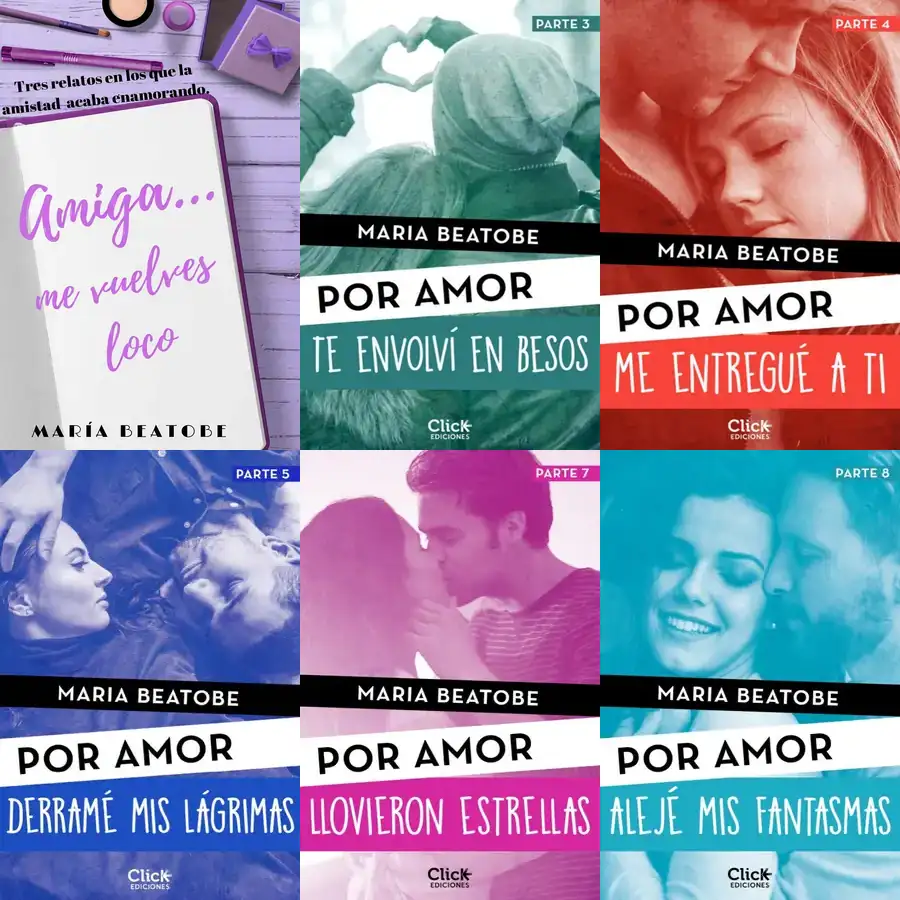 Tres relatos en los que la
amistad acaba enamorando.
Amiga...
me vuelves
loco
MARÍA BEATOBE
PARTE 3
MARIA BEATOBE
POR AMOR
TE ENVOLVÍ EN BESOS
Click
EDICIONES
PARTE 4
MARIA BEATOBE
POR AMOR
ME ENTREGUÉ A TI
Click
EDICIONES
PARTE 5
MARIA BEATOBE
POR AMOR
DERRAMÉ MIS LÁGRIMAS
Click
EDICIONES
PARTE 7
MARIA BEATOBE
POR AMOR
LLOVIERON ESTRELLAS
Click
EDICIONES
PARTE 8
MARIA BEATOBE
POR AMOR
ALEJÉ MIS FANTASMAS
Click
EDICIONES